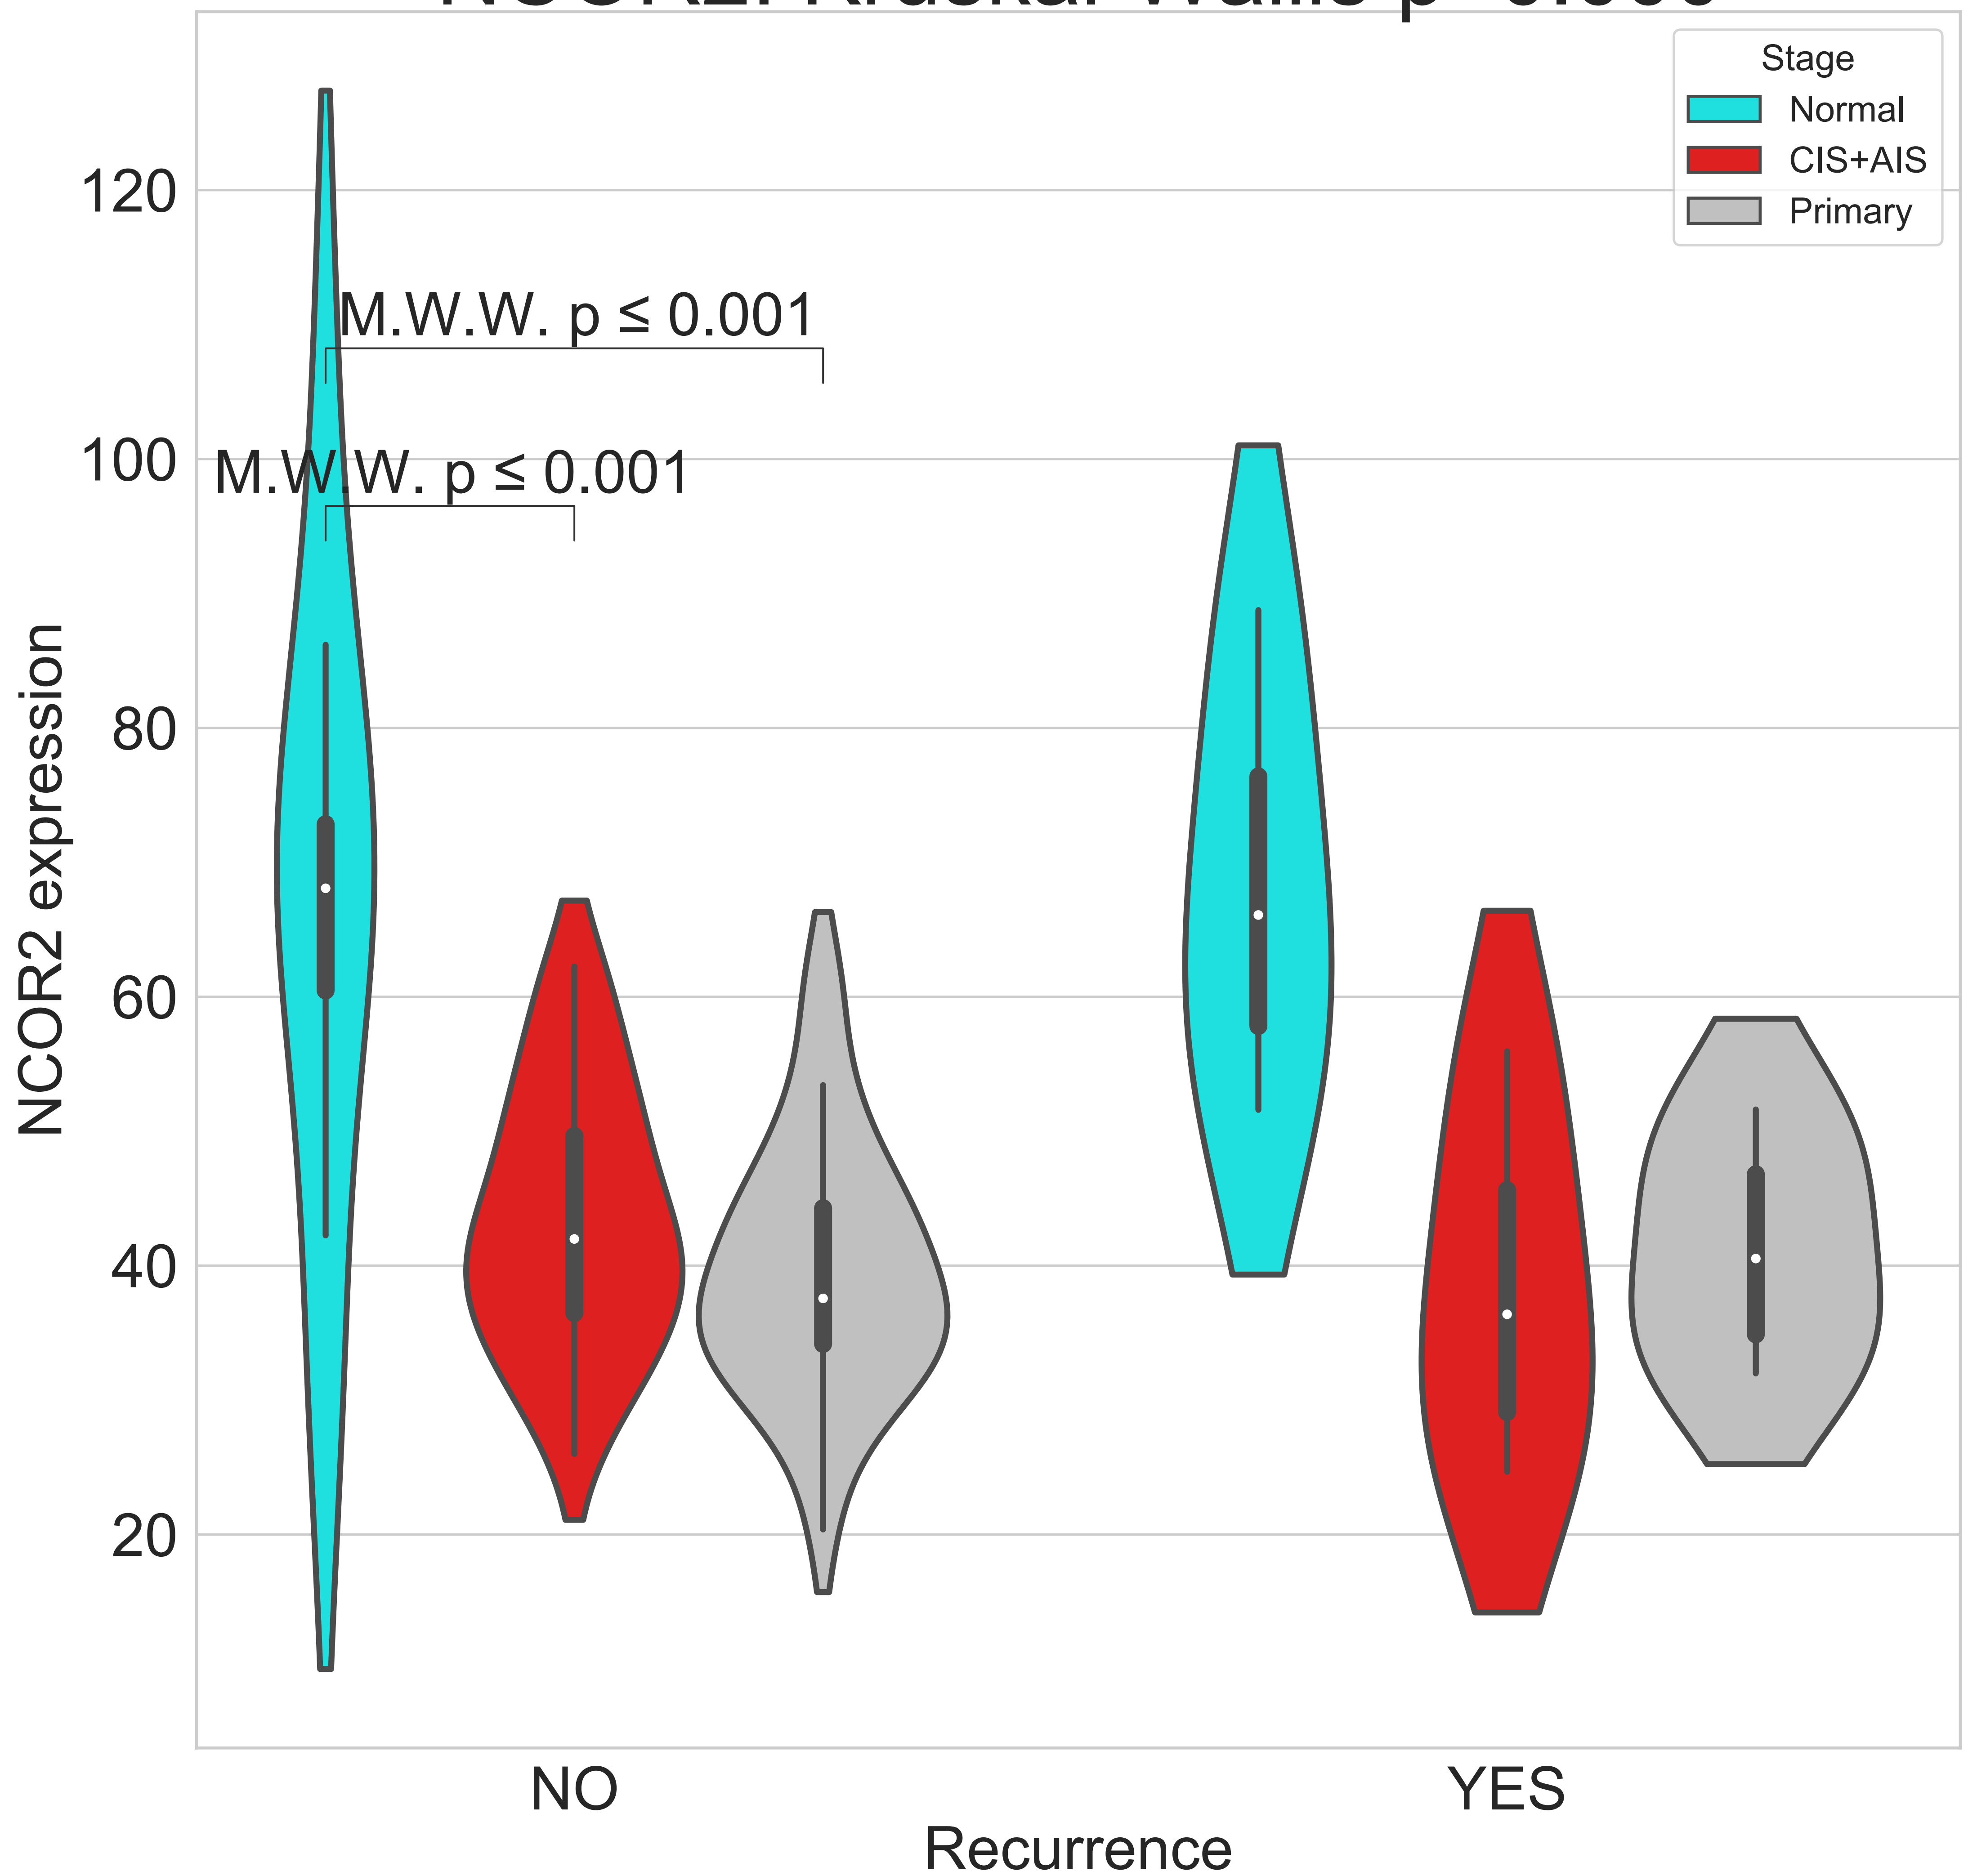 Stage
Normal
CIS+AIS
Primary
120
100
80
60
40
20
M.W.W. p ≤ 0.001
M.W.W. p ≤ 0.001
NCOR2 expression
NO
YES
Recurrence